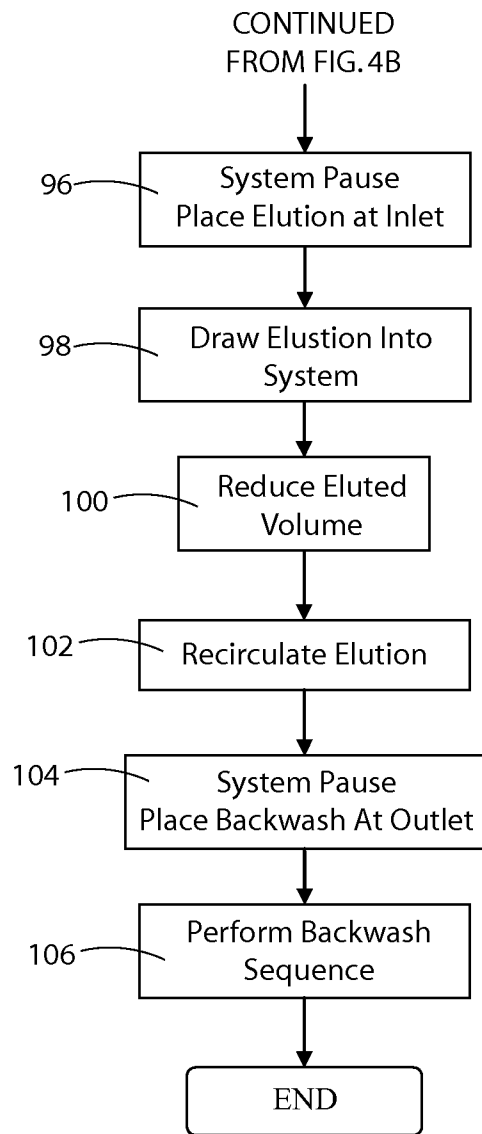 CONTINUED
FROM FIG. 4B
96
System Pause
Place Elution at Inlet
98
Draw Elustion Into
System
100
Reduce Eluted
Volume
102
Recirculate Elution
104
System Pause
Place Backwash At Outlet
106
Perform Backwash
Sequence
END